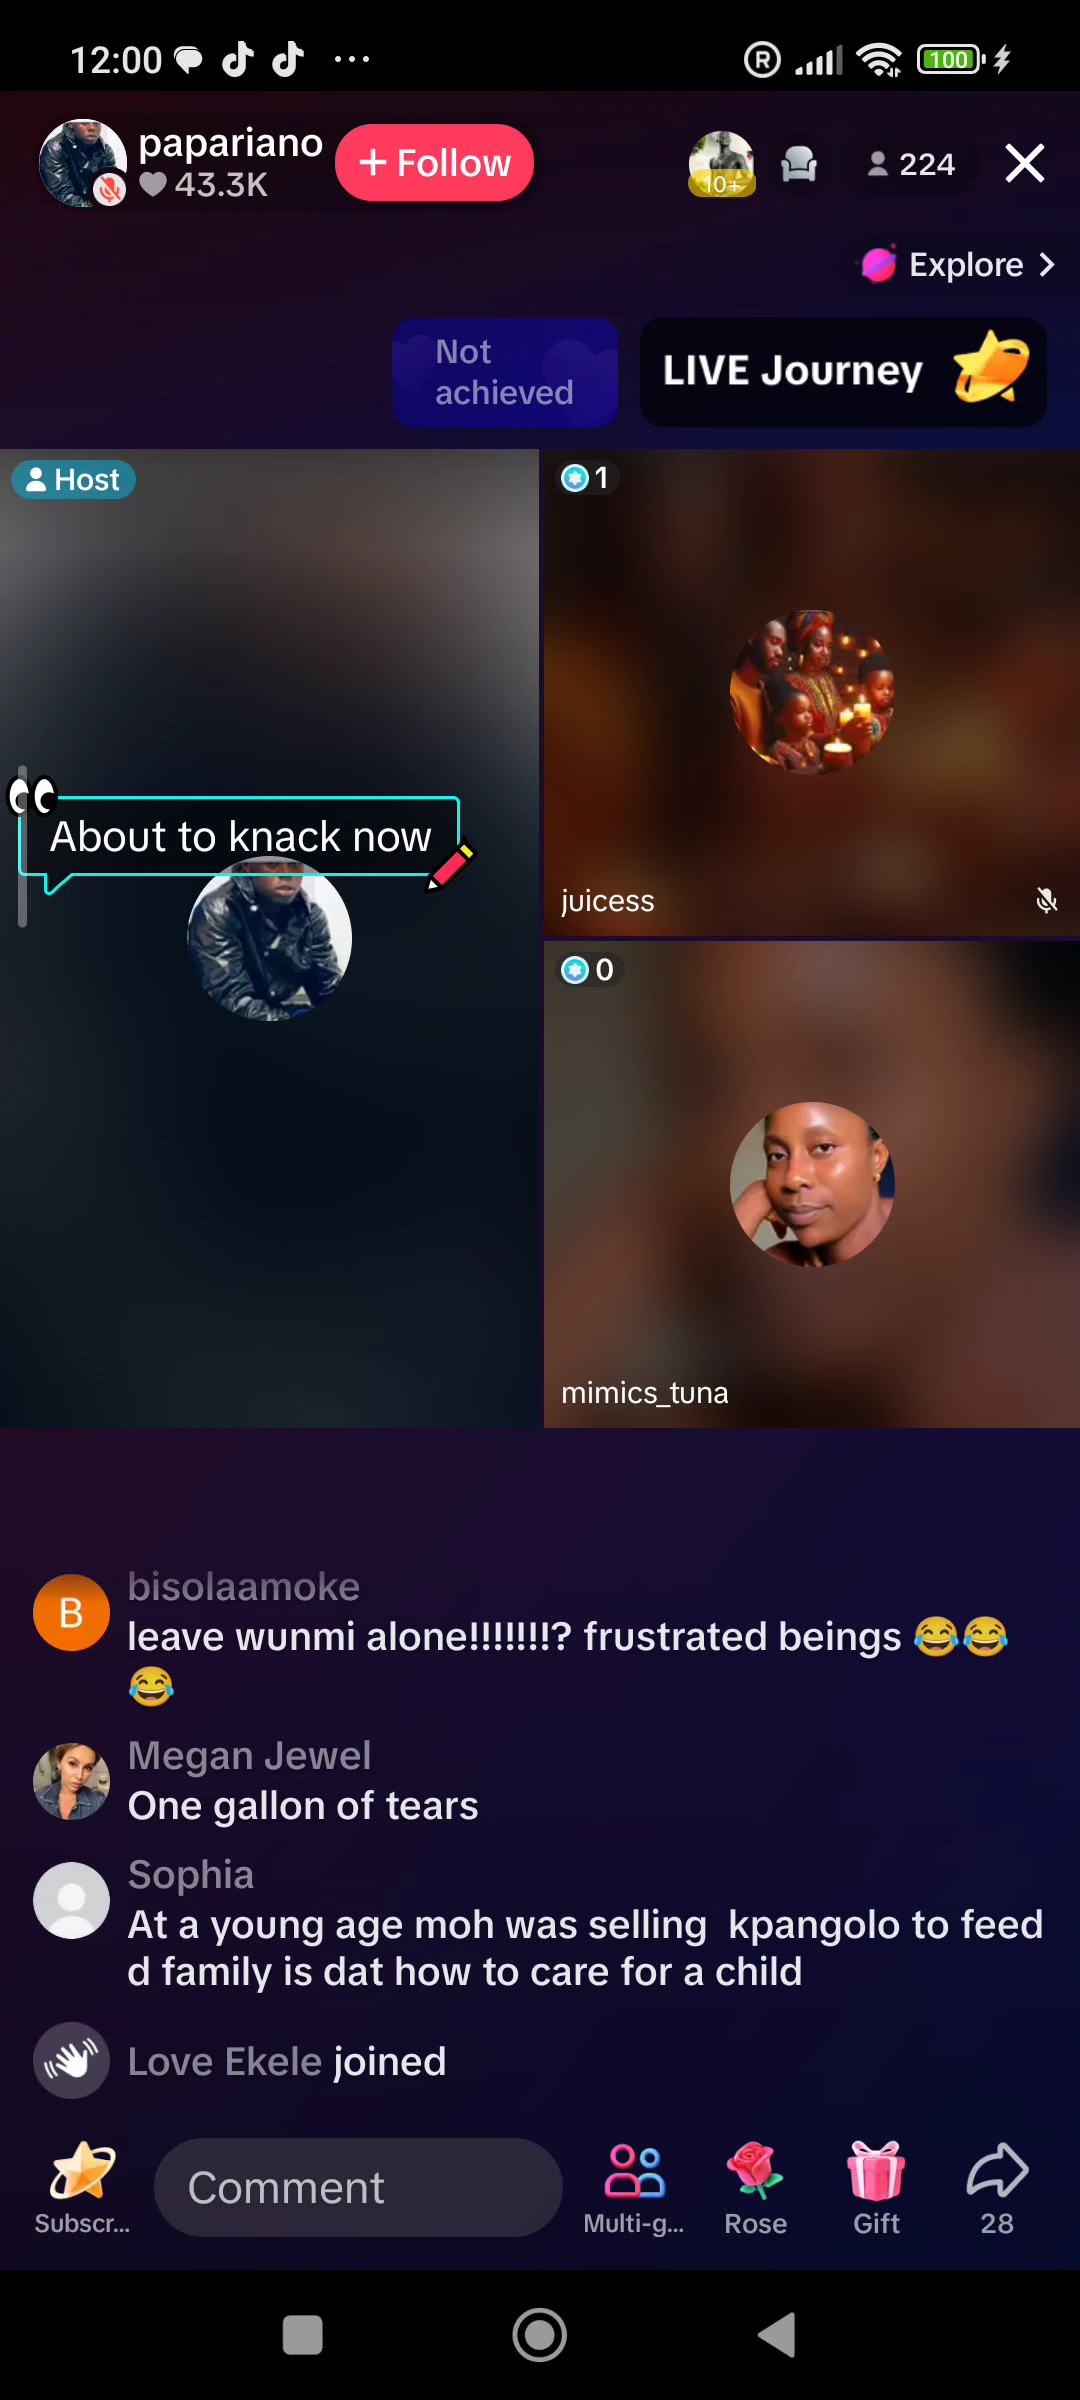 12:00
100
papariano
43.3K
+ Follow
10+
224
Explore
Not
achieved
LIVE Journey
Host
1
About to knack now
juicess
0
mimics_tuna
B
bisolaamoke
leave wunmi alone!!!!!!!? frustrated beings 😂😂
😂
Megan Jewel
One gallon of tears
Sophia
At a young age moh was selling kpangolo to feed
d family is dat how to care for a child
Love Ekele joined
Subscr...
Comment
Multi-g...
Rose
Gift
28